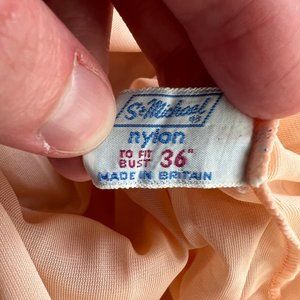 St Michael
nylon
TO FIT
BUST 36"
MADE IN BRITAIN